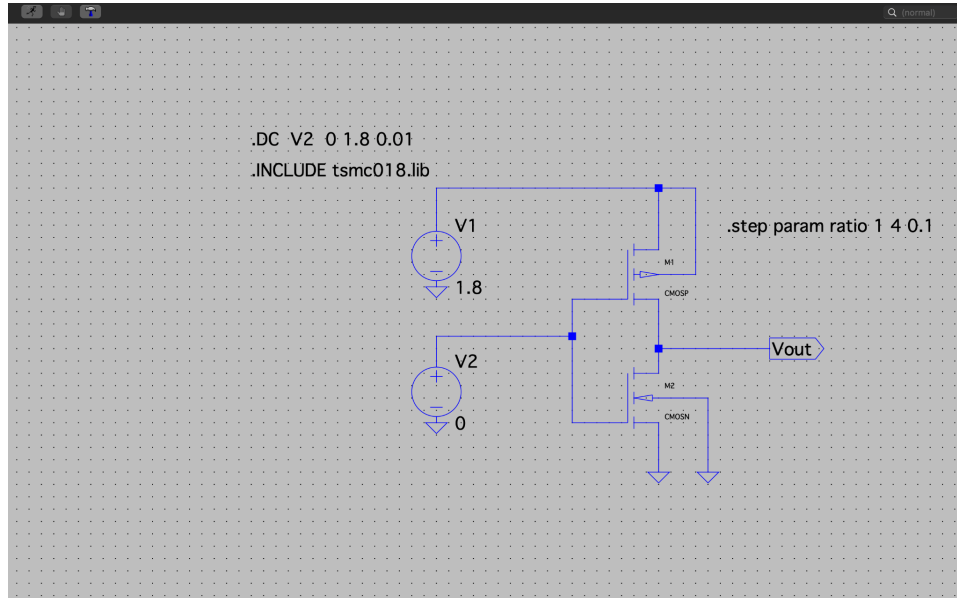 (normal)
.DC V2 0 1.8 0.01
.INCLUDE tsmc018.lib
V1
.step param ratio 1 4 0.1
M1
1.8
CMOSP
Vout
V2
M2
CMOSN
0